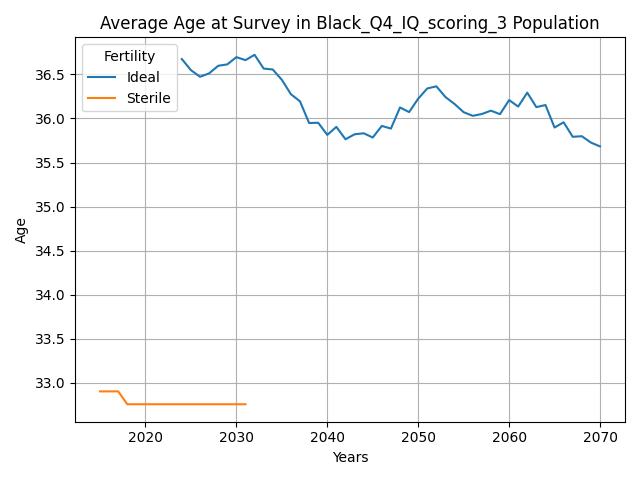 Average Age at Survey in Black_Q4_IQ_scoring_3 Population
Fertility
Ideal
Sterile
36.5
36.0
35.5
35.0
34.5
34.0
33.5
33.0
Age
2020 2030 2040 2050 2060 2070
Years